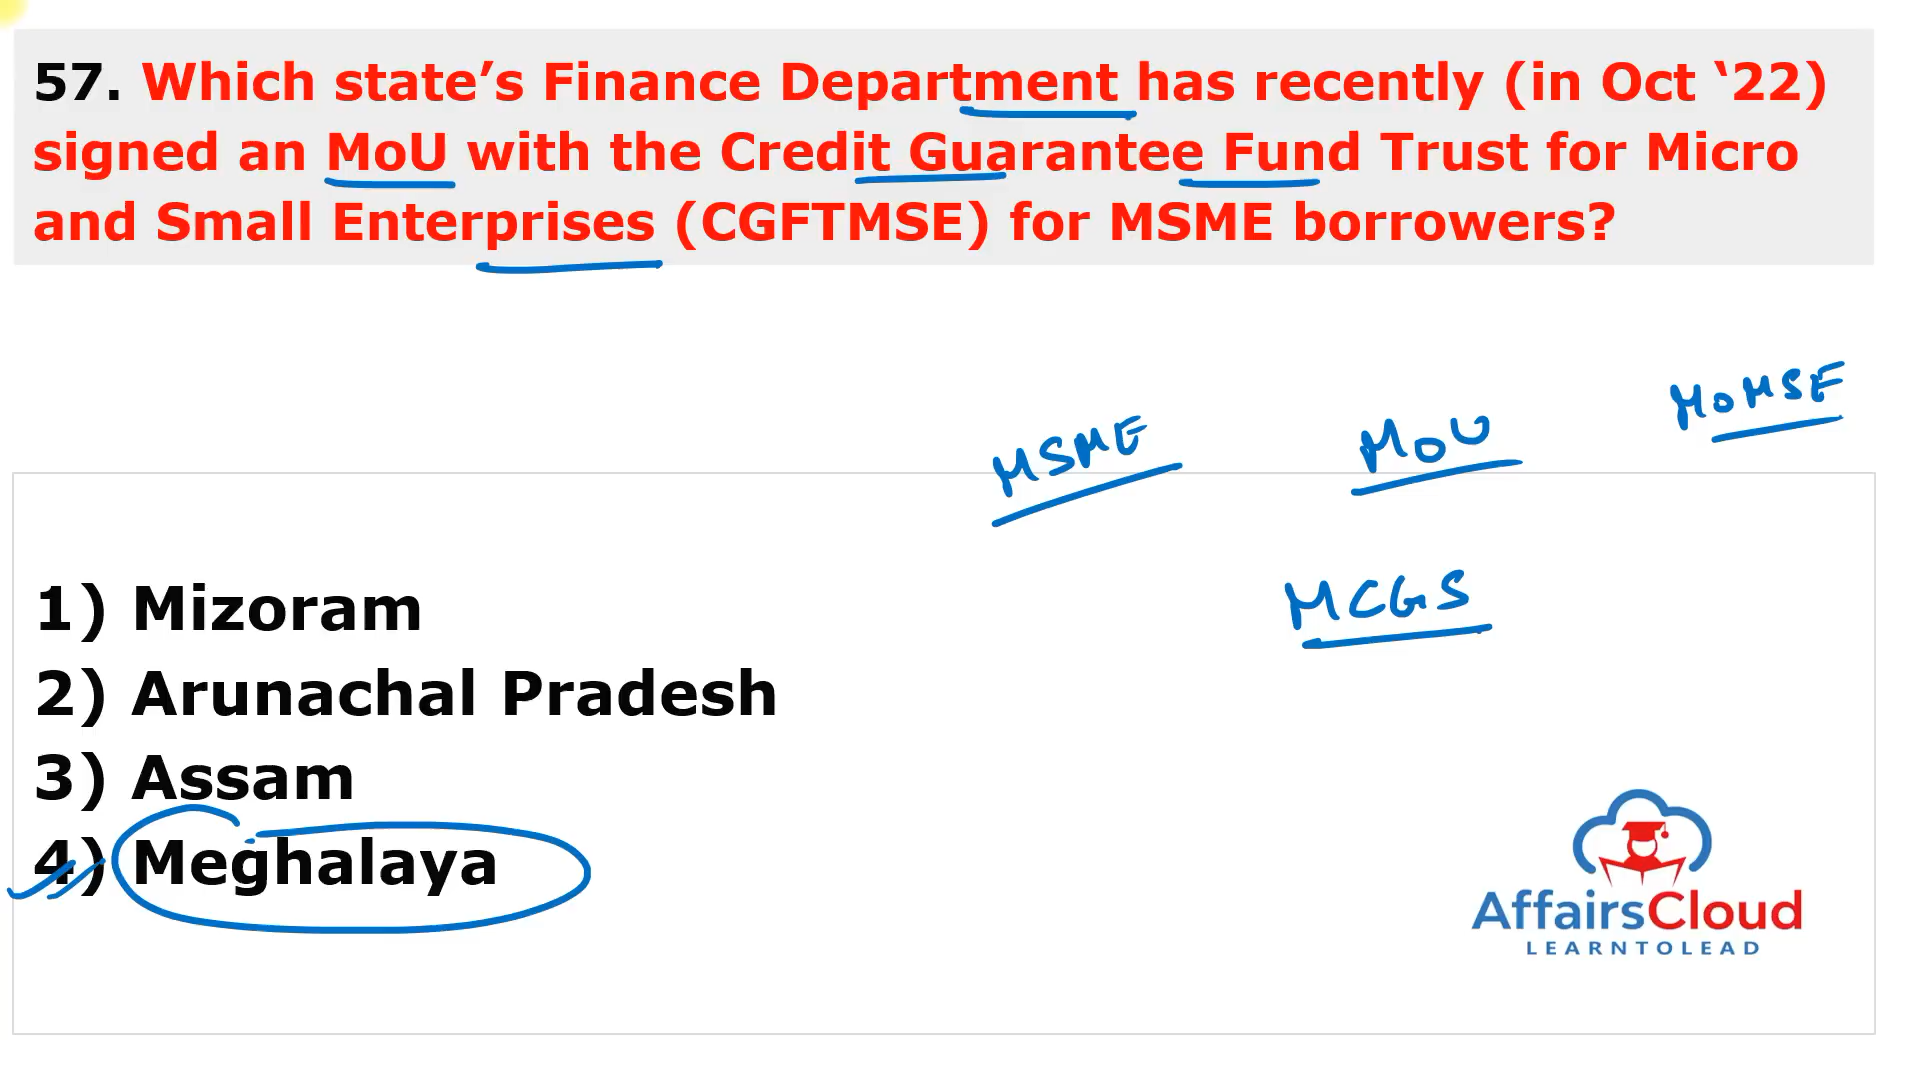 57. Which state’s Finance Department has recently (in Oct ‘22)
signed an MoU with the Credit Guarantee Fund Trust for Micro
and Small Enterprises (CGFTMSE) for MSME borrowers?
MSME
MoU
MoMSE
MCGS
1) Mizoram
2) Arunachal Pradesh
3) Assam
4) Meghalaya
AffairsCloud
LEARNTOLEAD